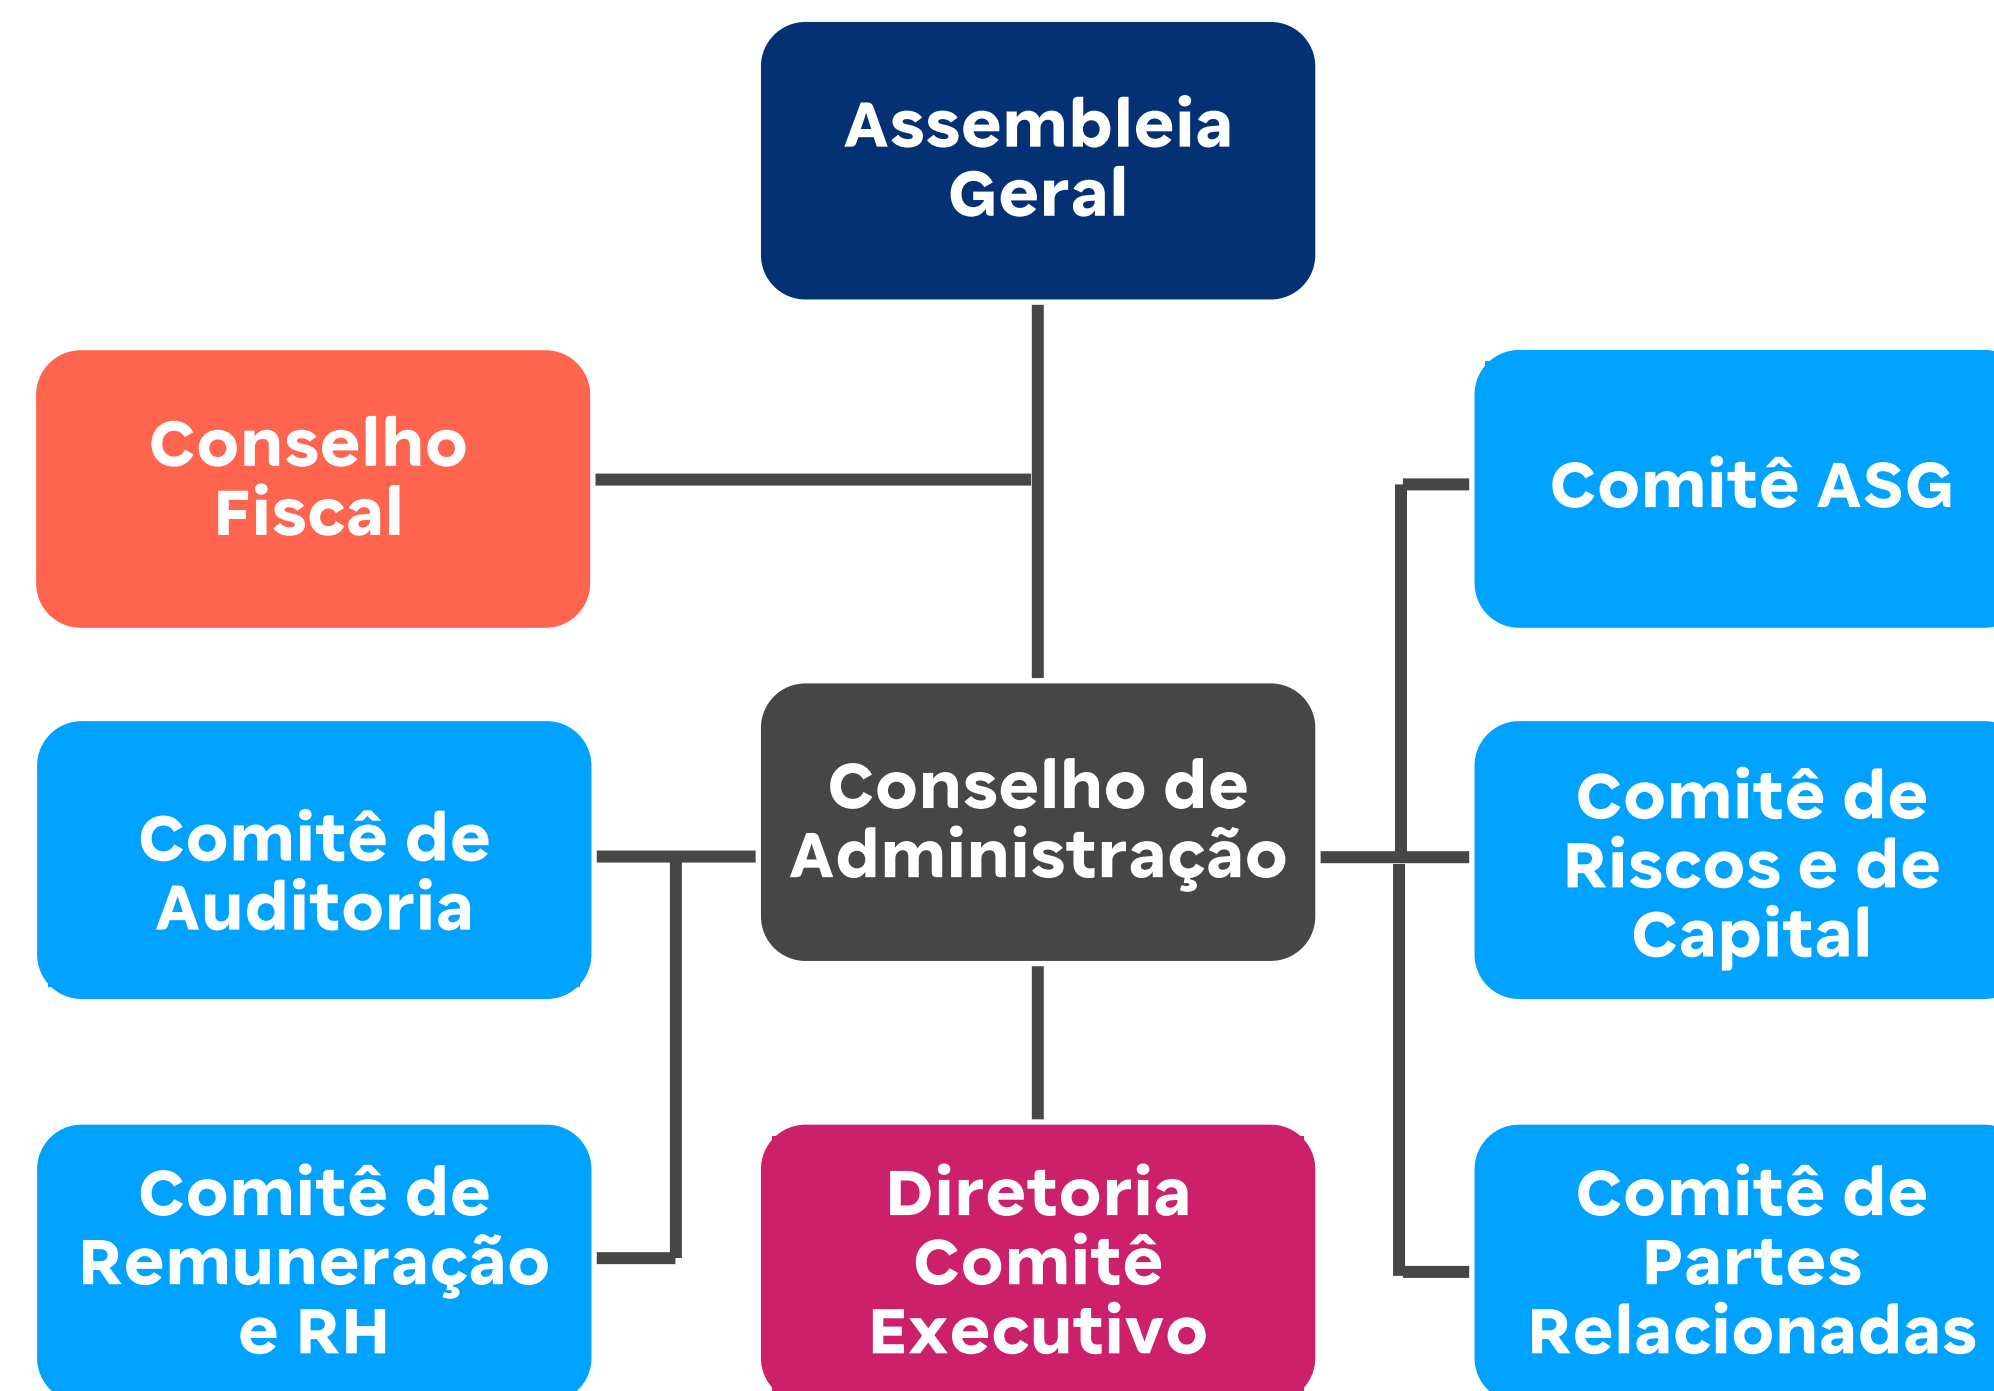 Assembleia
Geral
Conselho
Fiscal
Comitê ASG
Comitê de
Auditoria
Conselho de
Administração
Comitê de
Riscos e de
Capital
Comitê de
Remuneração
e RH
Diretoria
Comitê
Executivo
Comitê de
Partes
Relacionadas